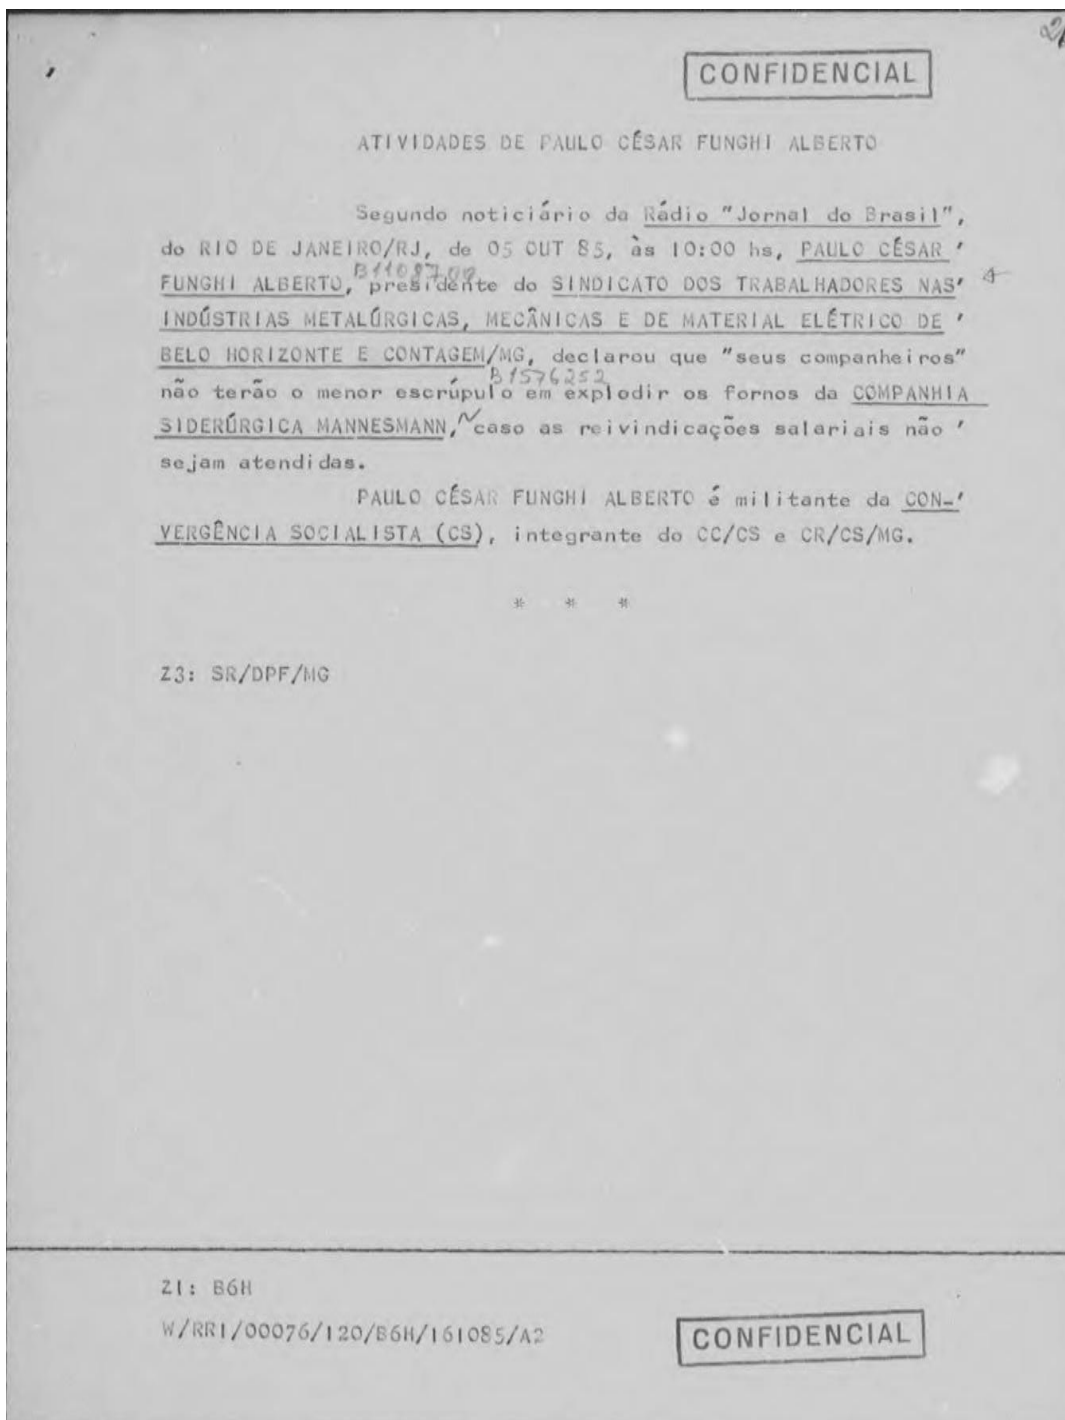 CONFIDENCIAL
ATIVIDADES DE PAULO CÉSAR FUNGHI ALBERTO
Segundo noticiário da Rádio "Jornal do Brasil",
do RIO DE JANEIRO/RJ, de 05 OUT 85, às 10:00 hs, PAULO CÉSAR '
FUNGHI ALBERTO, presidente do SINDICATO DOS TRABALHADORES NAS'
INDÚSTRIAS METALÚRGICAS, MECÂNICAS E DE MATERIAL ELÉTRICO DE '
BELO HORIZONTE E CONTAGEM/MG, declarou que "seus companheiros"
B1576252
não terão o menor escrúpulo em explodir os fornos da COMPANHIA
SIDERÚRGICA MANNESMANN, caso as reivindicações salariais não '
sejam atendidas.
PAULO CÉSAR FUNGHI ALBERTO é militante da CON-'
VERGÊNCIA SOCIALISTA (CS), integrante do CC/CS e CR/CS/MG.
* * *
Z3: SR/DPF/MG
Z1: B6H
W/RR1/00076/120/B6H/161085/A2
CONFIDENCIAL